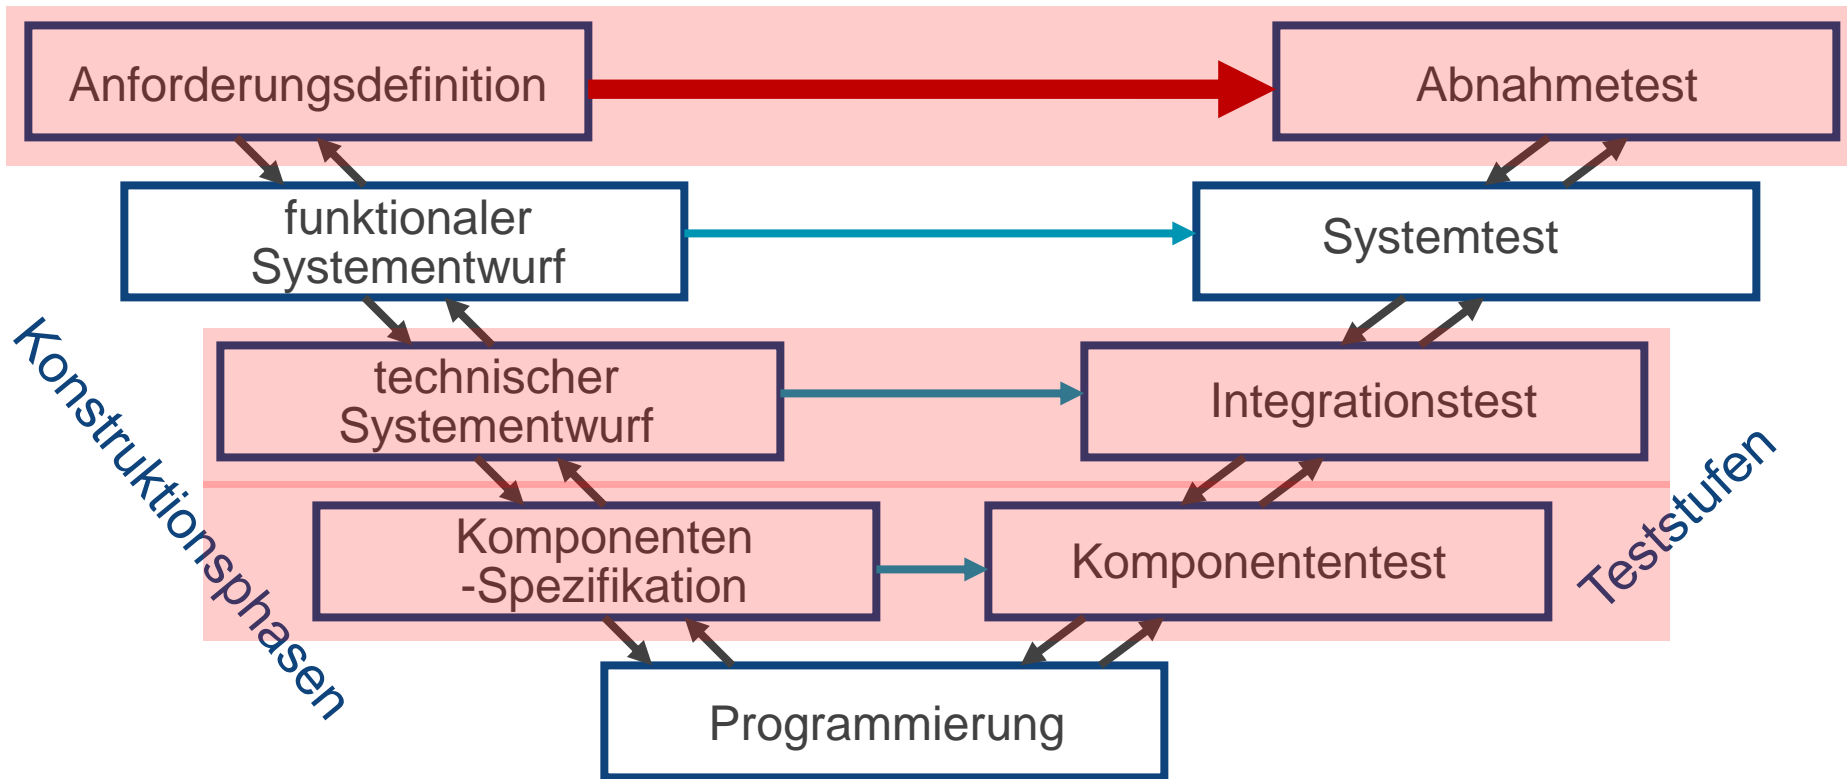 Anforderungsdefinition
Abnahmetest
funktionaler
Systementwurf
Systemtest
technischer
Systementwurf
Integrationstest
Komponenten
-Spezifikation
Komponententest
Programmierung
Konstruktionsphasen
Teststufen